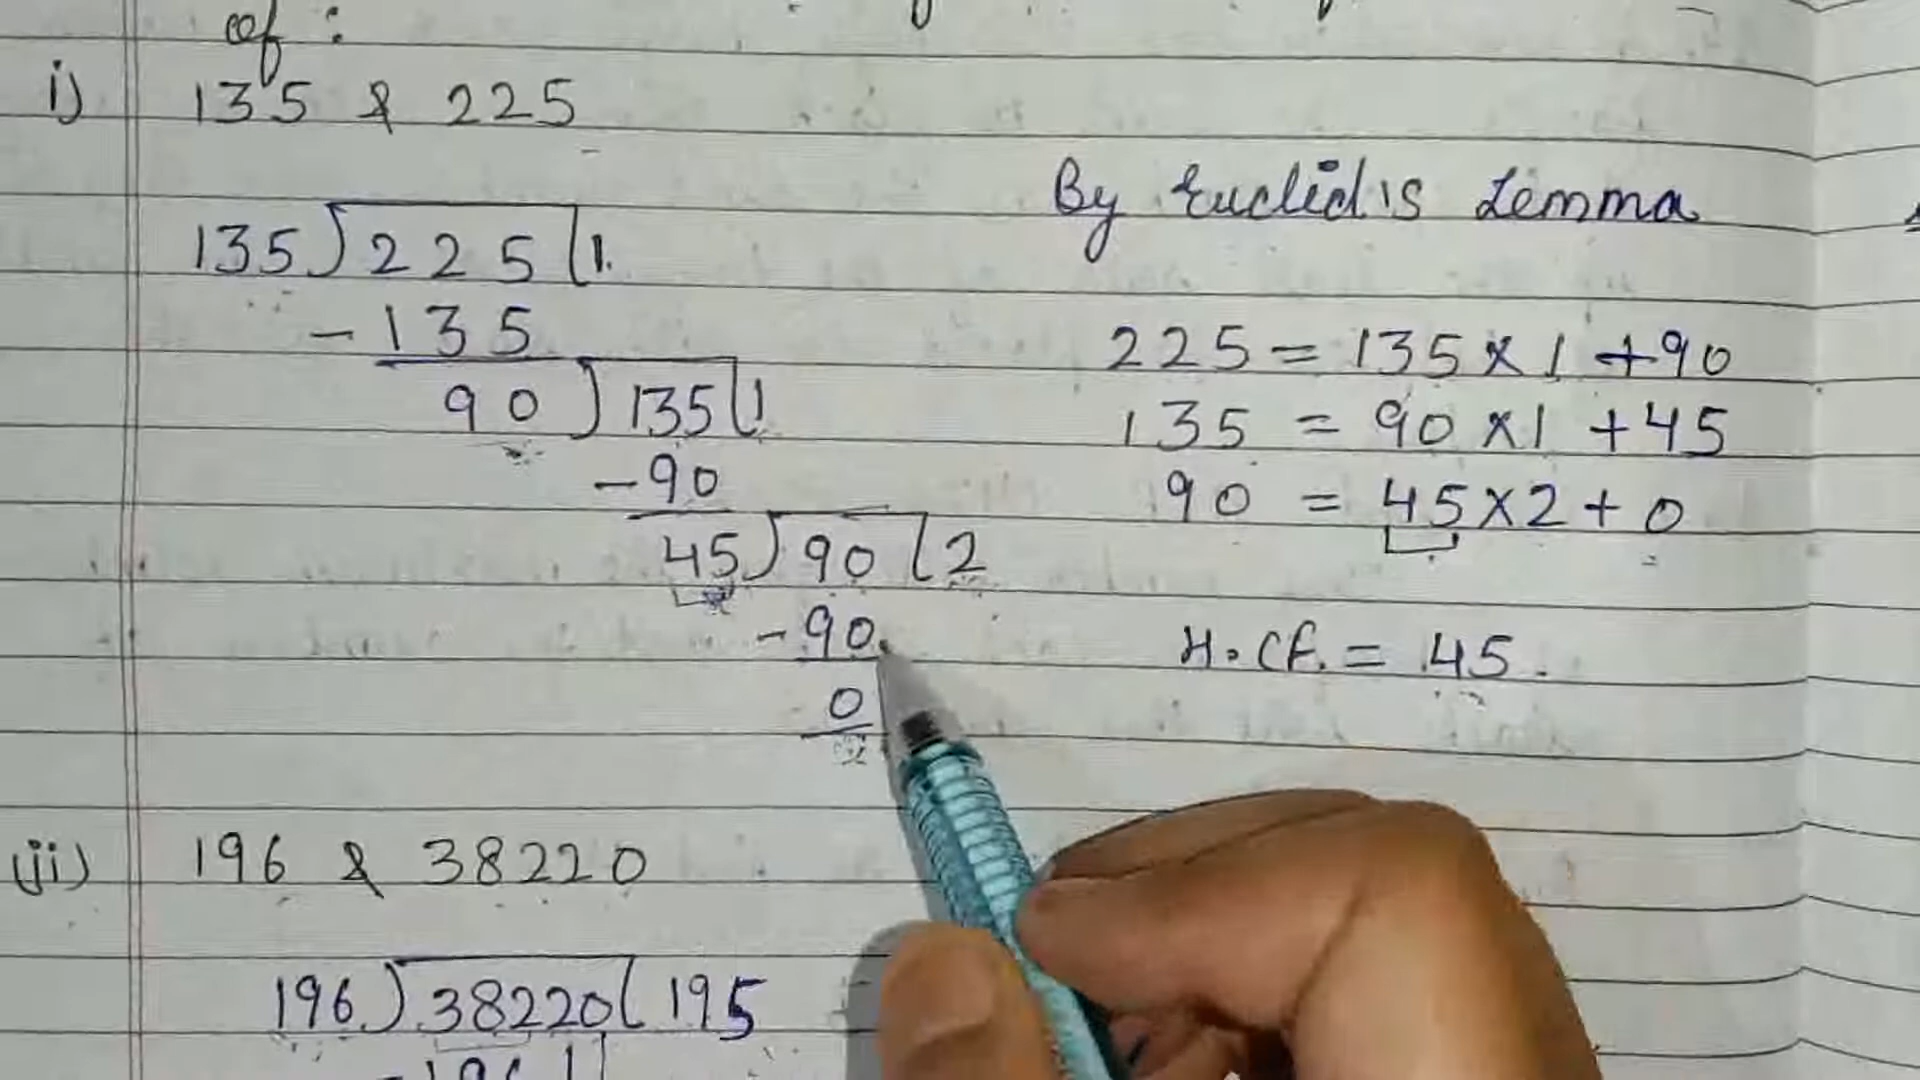 of :
i) 135 & 225
135) 225 (1.
- 135
90) 135 (1
- 90
45) 90 (2
- 90
0
By Euclid's Lemma
225 = 135 × 1 + 90
135 = 90 × 1 + 45
90 = 45 × 2 + 0
H.CF. = 45.
(ii) 196 & 38220
196) 38220 ( 195